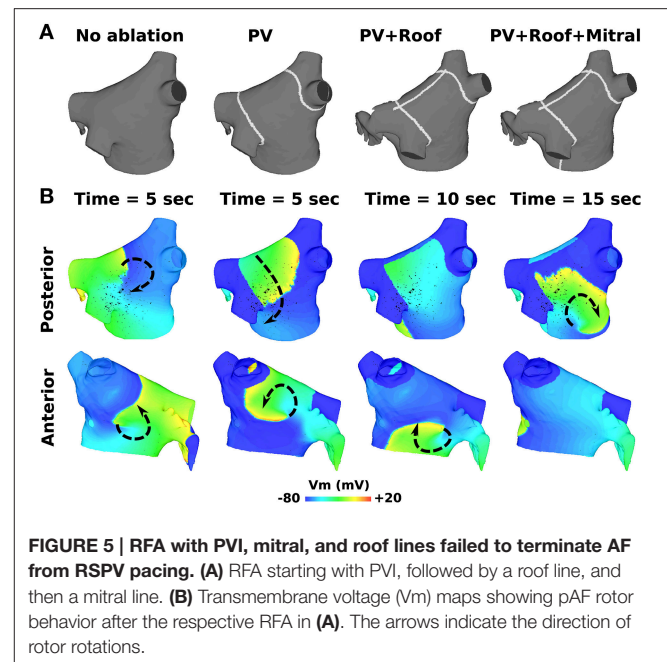 A
No ablation PV PV+Roof PV+Roof+Mitral
B
Time = 5 sec Time = 5 sec Time = 10 sec Time = 15 sec
Posterior
Anterior
Vm (mV)
-80 +20
FIGURE 5 | RFA with PVI, mitral, and roof lines failed to terminate AF
from RSPV pacing. (A) RFA starting with PVI, followed by a roof line, and
then a mitral line. (B) Transmembrane voltage (Vm) maps showing pAF rotor
behavior after the respective RFA in (A). The arrows indicate the direction of
rotor rotations.